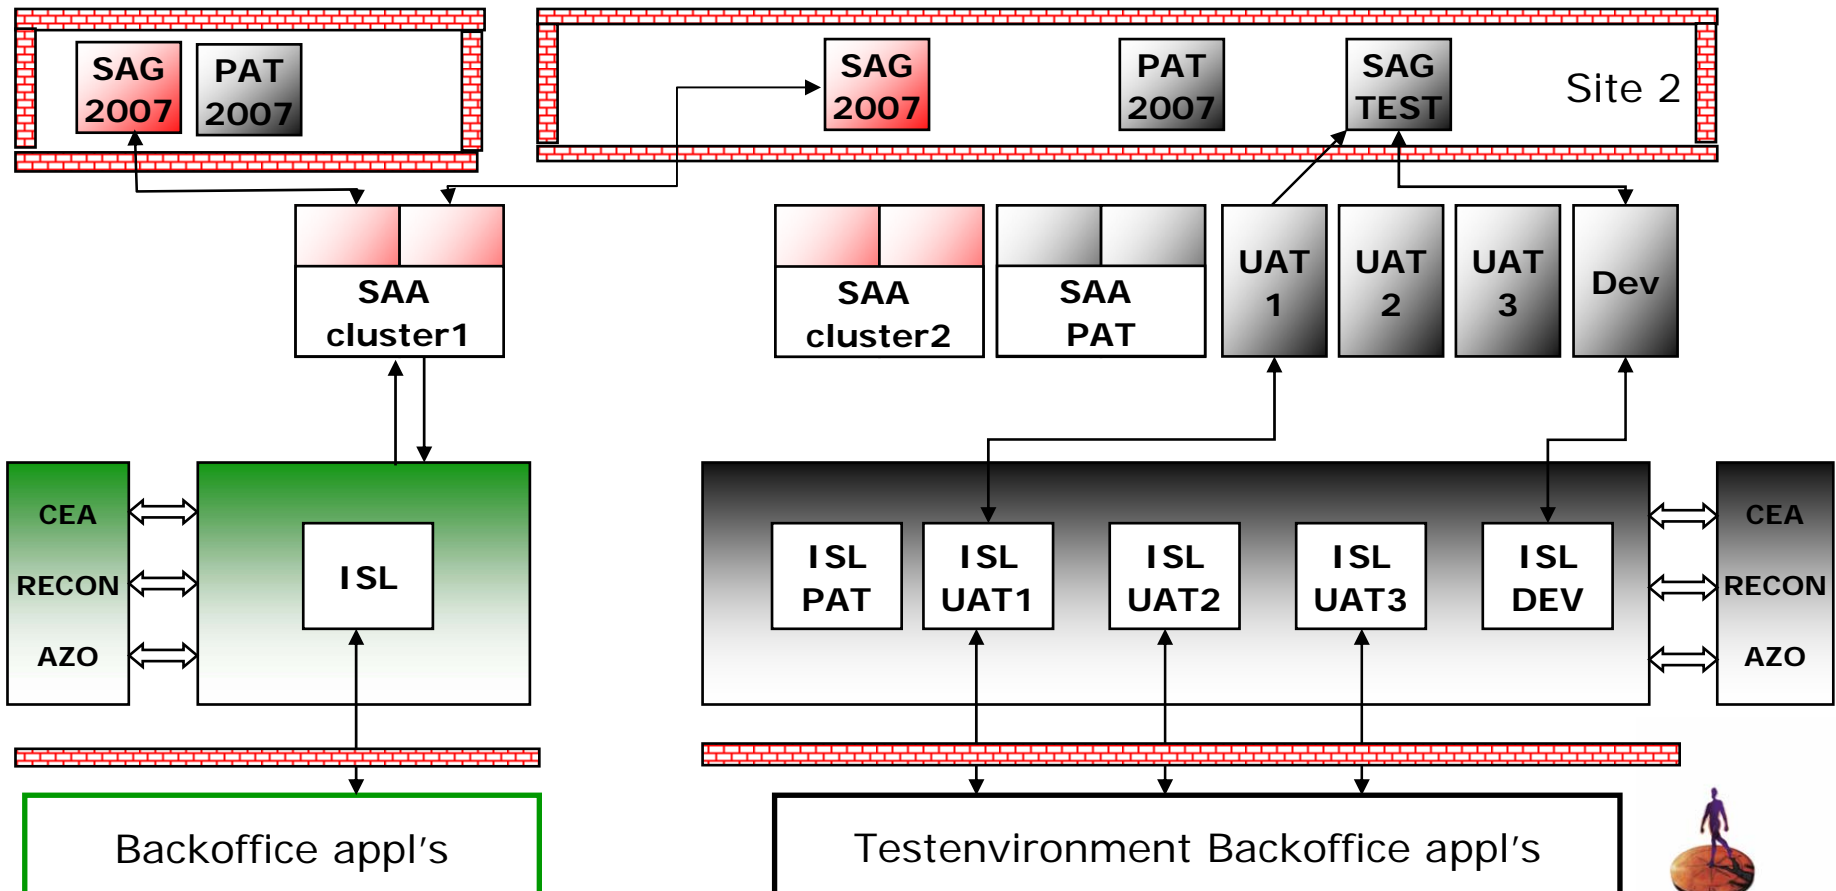 SAG
2007
PAT
2007
SAG
2007
PAT
2007
SAG
TEST
Site 2
SAA
cluster1
SAA
cluster2
SAA
PAT
UAT
1
UAT
2
UAT
3
Dev
CEA
RECON
AZO
ISL
ISL
PAT
ISL
UAT1
ISL
UAT2
ISL
UAT3
ISL
DEV
CEA
RECON
AZO
Backoffice appl's
Testenvironment Backoffice appl's